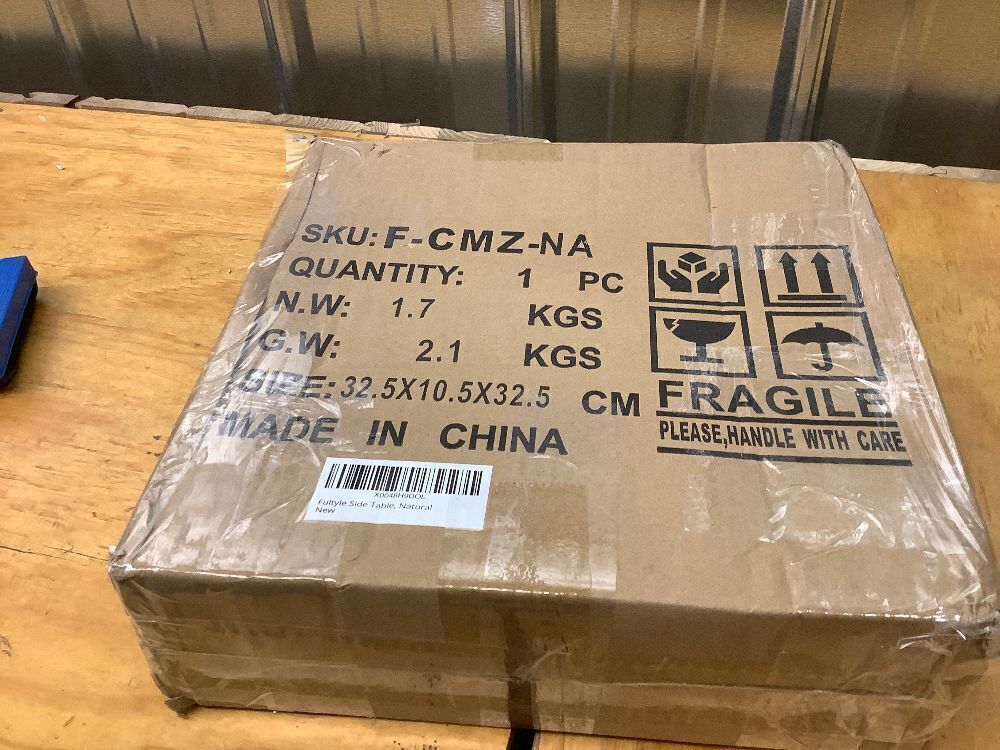 SKU: F-CMZ-NA
QUANTITY: 1 PC
N.W: 1.7 KGS
G.W: 2.1 KGS
SIZE: 32.5X10.5X32.5 CM
MADE IN CHINA
FRAGILE
PLEASE,HANDLE WITH CARE
X0048H9DOL
Fultyle Side Table, Natural
New